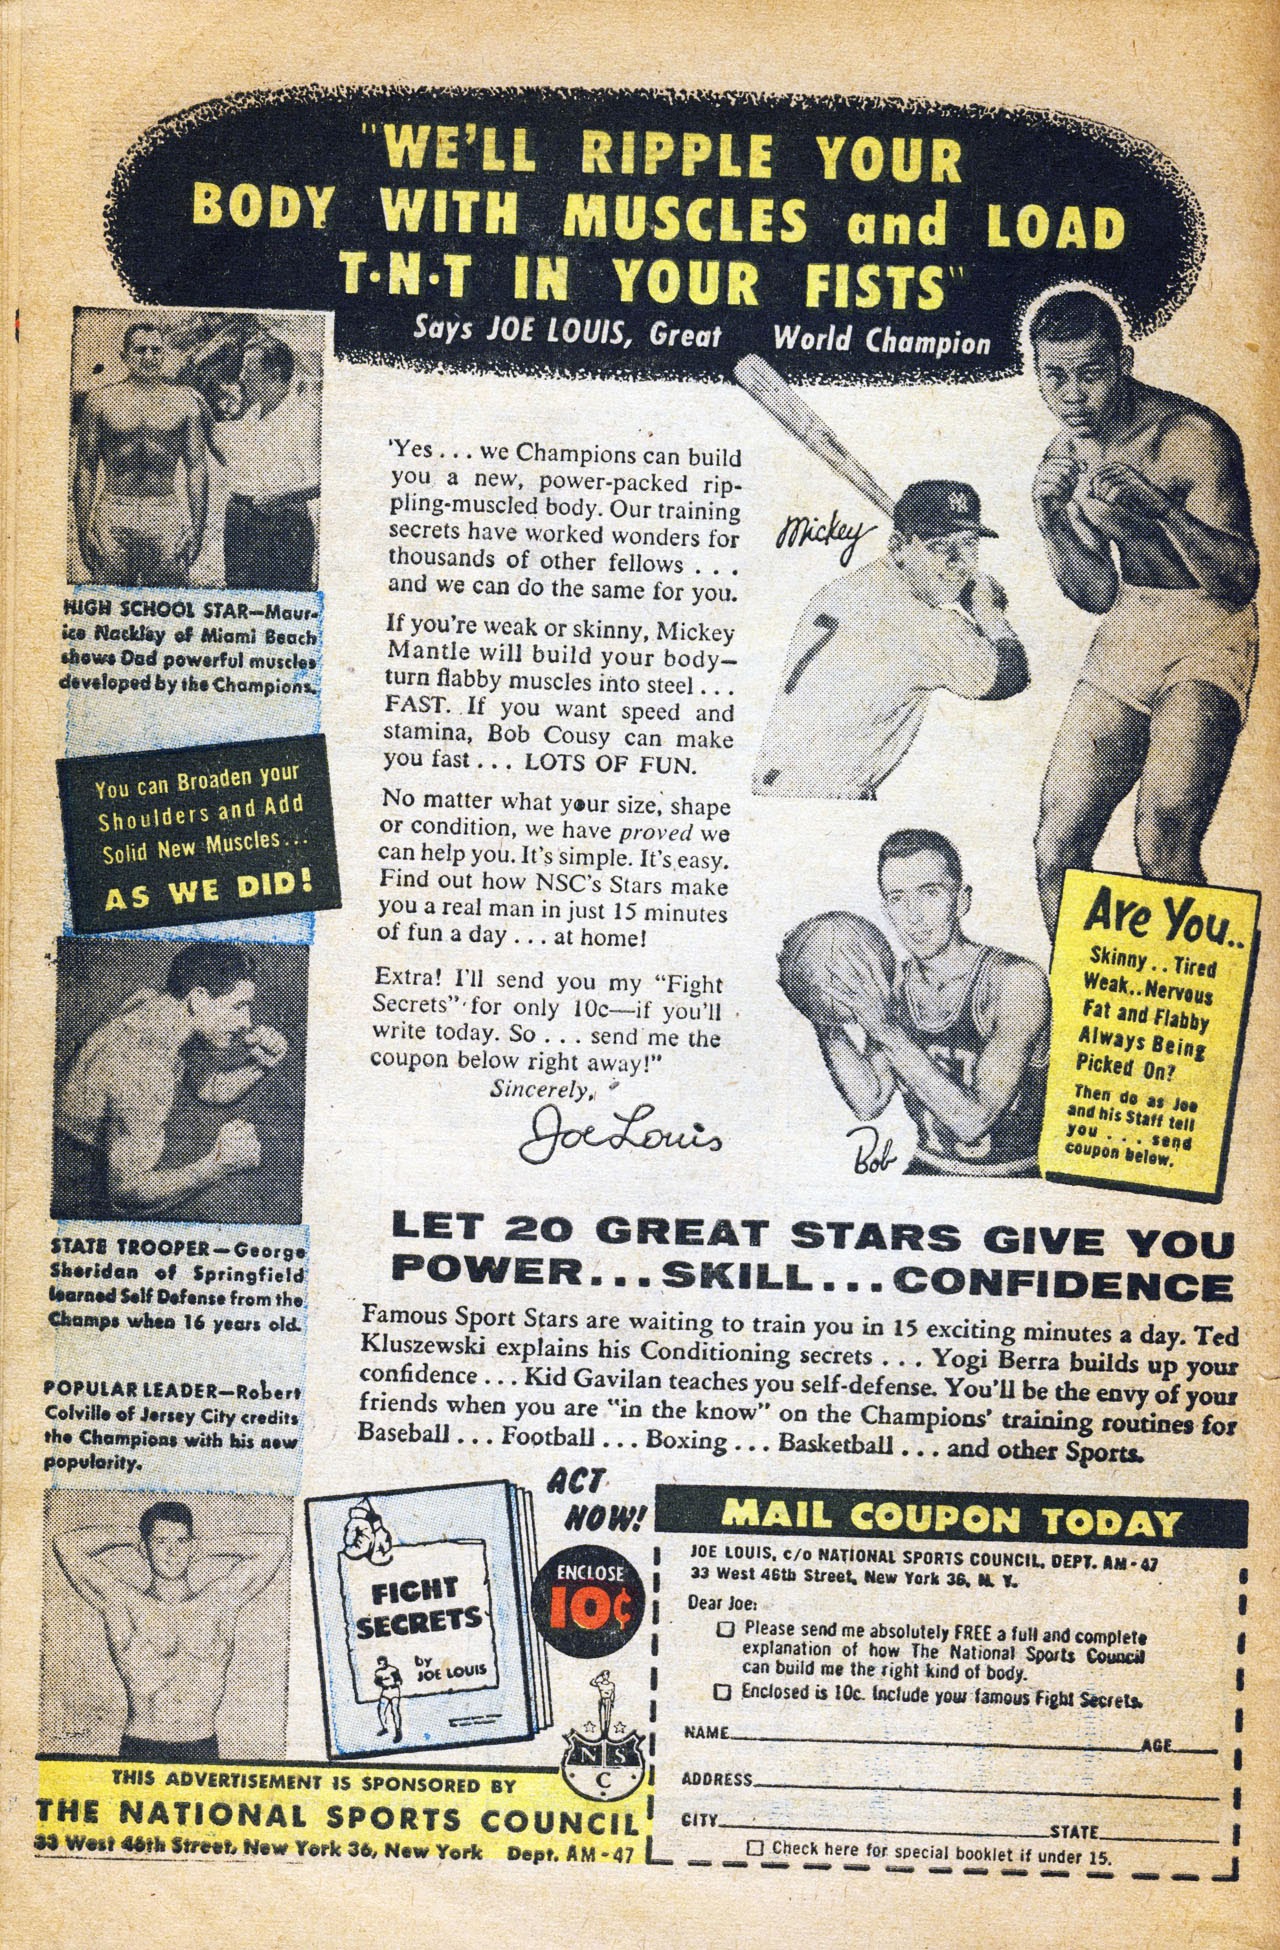 "WE'LL RIPPLE YOUR
BODY WITH MUSCLES and LOAD
T·N·T IN YOUR FISTS"
Says JOE LOUIS, Great World Champion
HIGH SCHOOL STAR—Maur-
ice Nackley of Miami Beach
shows Dad powerful muscles
developed by the Champions.
You can Broaden your
Shoulders and Add
Solid New Muscles...
AS WE DID!
STATE TROOPER—George
Sheridan of Springfield
learned Self Defense from the
Champs when 16 years old.
POPULAR LEADER—Robert
Colville of Jersey City credits
the Champions with his new
popularity.
'Yes . . . we Champions can build
you a new, power-packed rip-
pling-muscled body. Our training
secrets have worked wonders for
thousands of other fellows . . .
and we can do the same for you.
If you're weak or skinny, Mickey
Mantle will build your body—
turn flabby muscles into steel . . .
FAST. If you want speed and
stamina, Bob Cousy can make
you fast . . . LOTS OF FUN.
No matter what your size, shape
or condition, we have proved we
can help you. It's simple. It's easy.
Find out how NSC's Stars make
you a real man in just 15 minutes
of fun a day . . . at home!
Extra! I'll send you my "Fight
Secrets" for only 10c—if you'll
write today. So . . . send me the
coupon below right away!"
Sincerely,
Joe Louis
Mickey
NY
7
Bob
Are You..
Skinny . . Tired
Weak..Nervous
Fat and Flabby
Always Being
Picked On?
Then do as Joe
and his Staff tell
you . . . send
coupon below.
LET 20 GREAT STARS GIVE YOU
POWER...SKILL...CONFIDENCE
Famous Sport Stars are waiting to train you in 15 exciting minutes a day. Ted
Kluszewski explains his Conditioning secrets . . . Yogi Berra builds up your
confidence . . . Kid Gavilan teaches you self-defense. You'll be the envy of your
friends when you are "in the know" on the Champions' training routines for
Baseball . . . Football . . . Boxing . . . Basketball . . . and other Sports.
FIGHT
SECRETS
by
JOE LOUIS
ACT
NOW!
ENCLOSE
10¢
N S
C
THIS ADVERTISEMENT IS SPONSORED BY
THE NATIONAL SPORTS COUNCIL
33 West 46th Street, New York 36, New York Dept. AM-47
MAIL COUPON TODAY
JOE LOUIS, c/o NATIONAL SPORTS COUNCIL, DEPT. AM-47
33 West 46th Street, New York 36, N. Y.
Dear Joe:
Please send me absolutely FREE a full and complete
explanation of how The National Sports Council
can build me the right kind of body.
Enclosed is 10c. Include your famous Fight Secrets.
NAME AGE
ADDRESS
CITY STATE
Check here for special booklet if under 15.